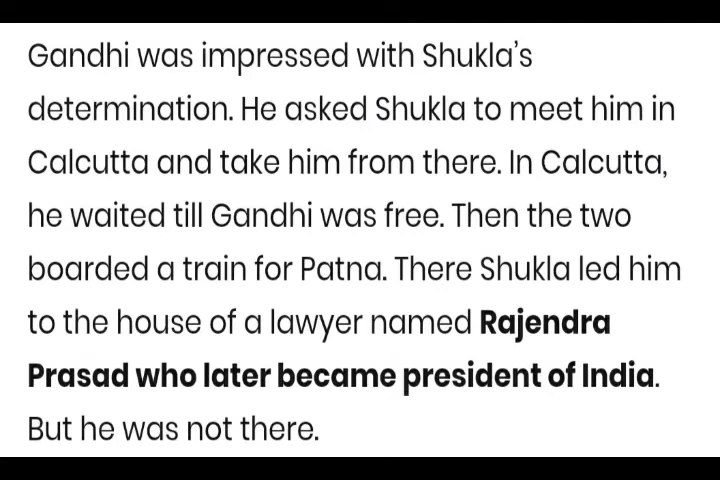 Gandhi was impressed with Shukla's
determination. He asked Shukla to meet him in
Calcutta and take him from there. In Calcutta,
he waited till Gandhi was free. Then the two
boarded a train for Patna. There Shukla led him
to the house of a lawyer named Rajendra
Prasad who later became president of India.
But he was not there.